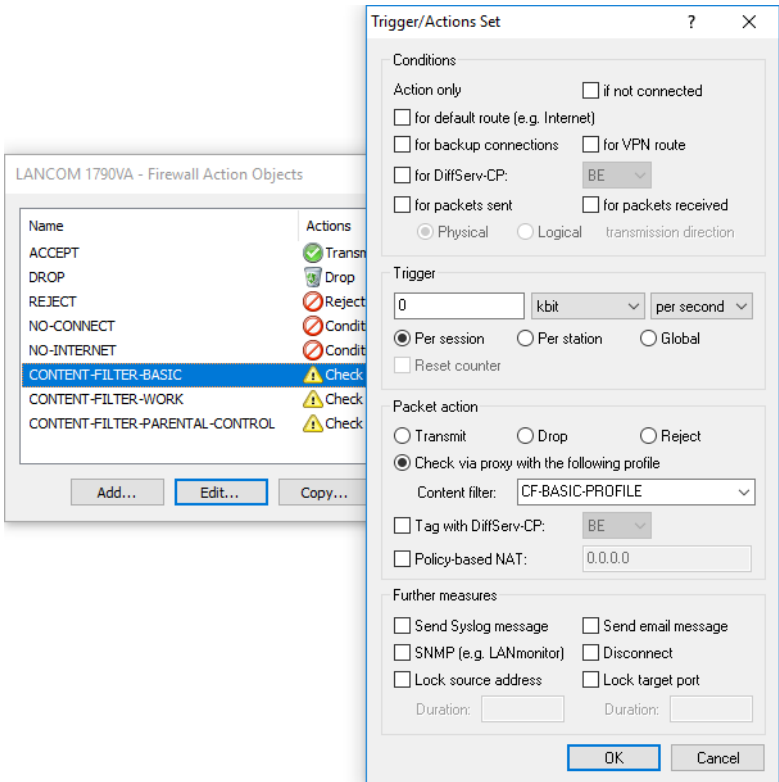 LANCOM 1790VA - Firewall Action Objects
Name Actions
ACCEPT Transm
DROP Drop
REJECT Reject
NO-CONNECT Condit
NO-INTERNET Condit
CONTENT-FILTER-BASIC Check
CONTENT-FILTER-WORK Check
CONTENT-FILTER-PARENTAL-CONTROL Check
Add... Edit... Copy...
Trigger/Actions Set ?
Conditions
Action only if not connected
for default route (e.g. Internet)
for backup connections for VPN route
for DiffServ-CP: BE
for packets sent for packets received
Physical Logical transmission direction
Trigger
0 kbit per second
Per session Per station Global
Reset counter
Packet action
Transmit Drop Reject
Check via proxy with the following profile
Content filter: CF-BASIC-PROFILE
Tag with DiffServ-CP: BE
Policy-based NAT: 0.0.0.0
Further measures
Send Syslog message Send email message
SNMP (e.g. LANmonitor) Disconnect
Lock source address Lock target port
Duration: Duration:
OK Cancel